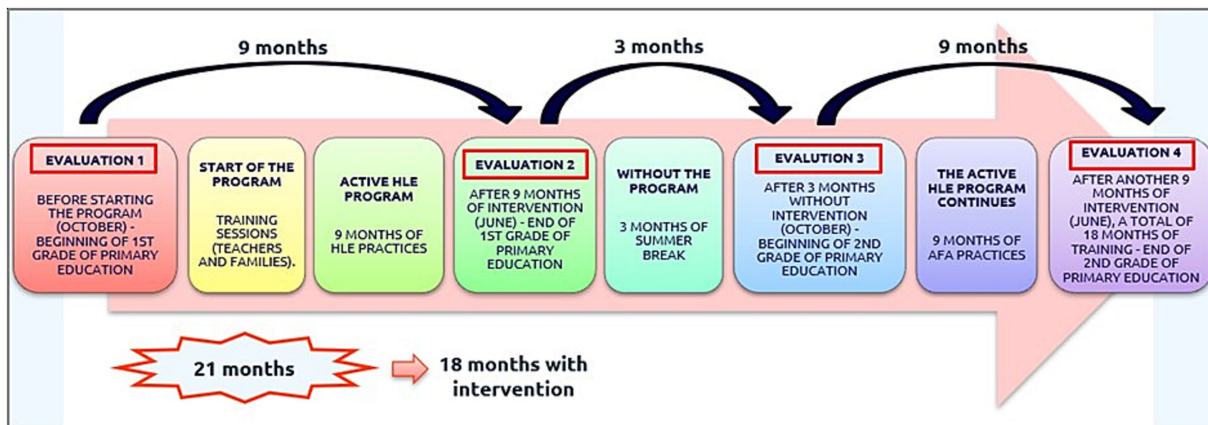 9 months
3 months
9 months
EVALUATION 1
BEFORE STARTING
THE PROGRAM
(OCTOBER) -
BEGINNING OF 1ST
GRADE OF PRIMARY
EDUCATION
START OF THE
PROGRAM
TRAINING
SESSIONS
(TEACHERS
AND FAMILIES).
ACTIVE HLE
PROGRAM
9 MONTHS OF
HLE PRACTICES
EVALUATION 2
AFTER 9 MONTHS
OF INTERVENTION
(JUNE) - END OF
1ST GRADE OF
PRIMARY
EDUCATION
WITHOUT THE
PROGRAM
3 MONTHS OF
SUMMER
BREAK
EVALUTION 3
AFTER 3 MONTHS
WITHOUT
INTERVENTION
(OCTOBER) -
BEGINNING OF 2ND
GRADE OF PRIMARY
EDUCATION
THE ACTIVE
HLE PROGRAM
CONTINUES
9 MONTHS OF
AFA PRACTICES
EVALUATION 4
AFTER ANOTHER 9
MONTHS OF
INTERVENTION
(JUNE), A TOTAL OF
18 MONTHS OF
TRAINING - END OF
2ND GRADE OF
PRIMARY EDUCATION
21 months
18 months with
intervention